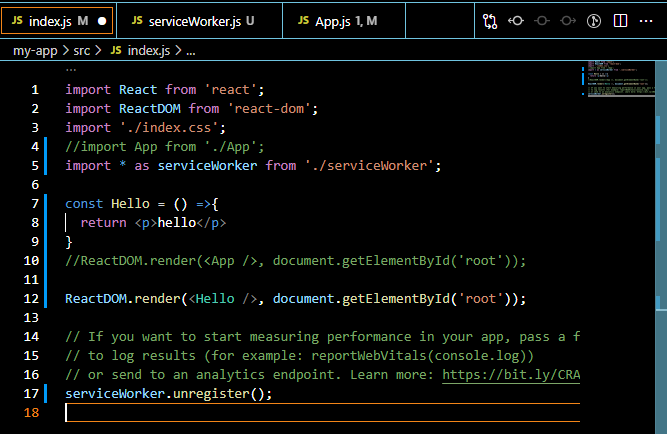 JS index.js M JS serviceWorker.js U JS App.js 1, M
my-app > src > JS index.js > ...
...
1 import React from 'react';
2 import ReactDOM from 'react-dom';
3 import './index.css';
4 //import App from './App';
5 import * as serviceWorker from './serviceWorker';
6
7 const Hello = () =>{
8 return <p>hello</p>
9 }
10 //ReactDOM.render(<App />, document.getElementById('root'));
11
12 ReactDOM.render(<Hello />, document.getElementById('root'));
13
14 // If you want to start measuring performance in your app, pass a f
15 // to log results (for example: reportWebVitals(console.log))
16 // or send to an analytics endpoint. Learn more: https://bit.ly/CRA
17 serviceWorker.unregister();
18